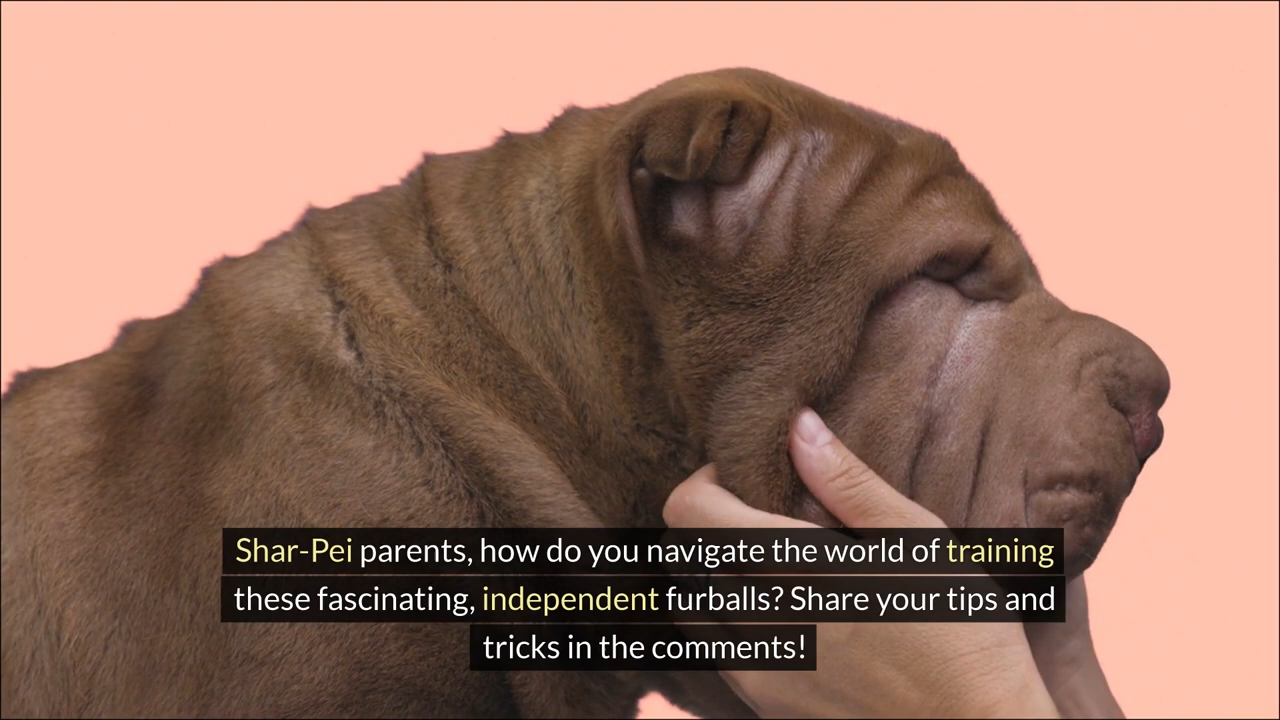 Shar-Pei parents, how do you navigate the world of training
these fascinating, independent furballs? Share your tips and
tricks in the comments!